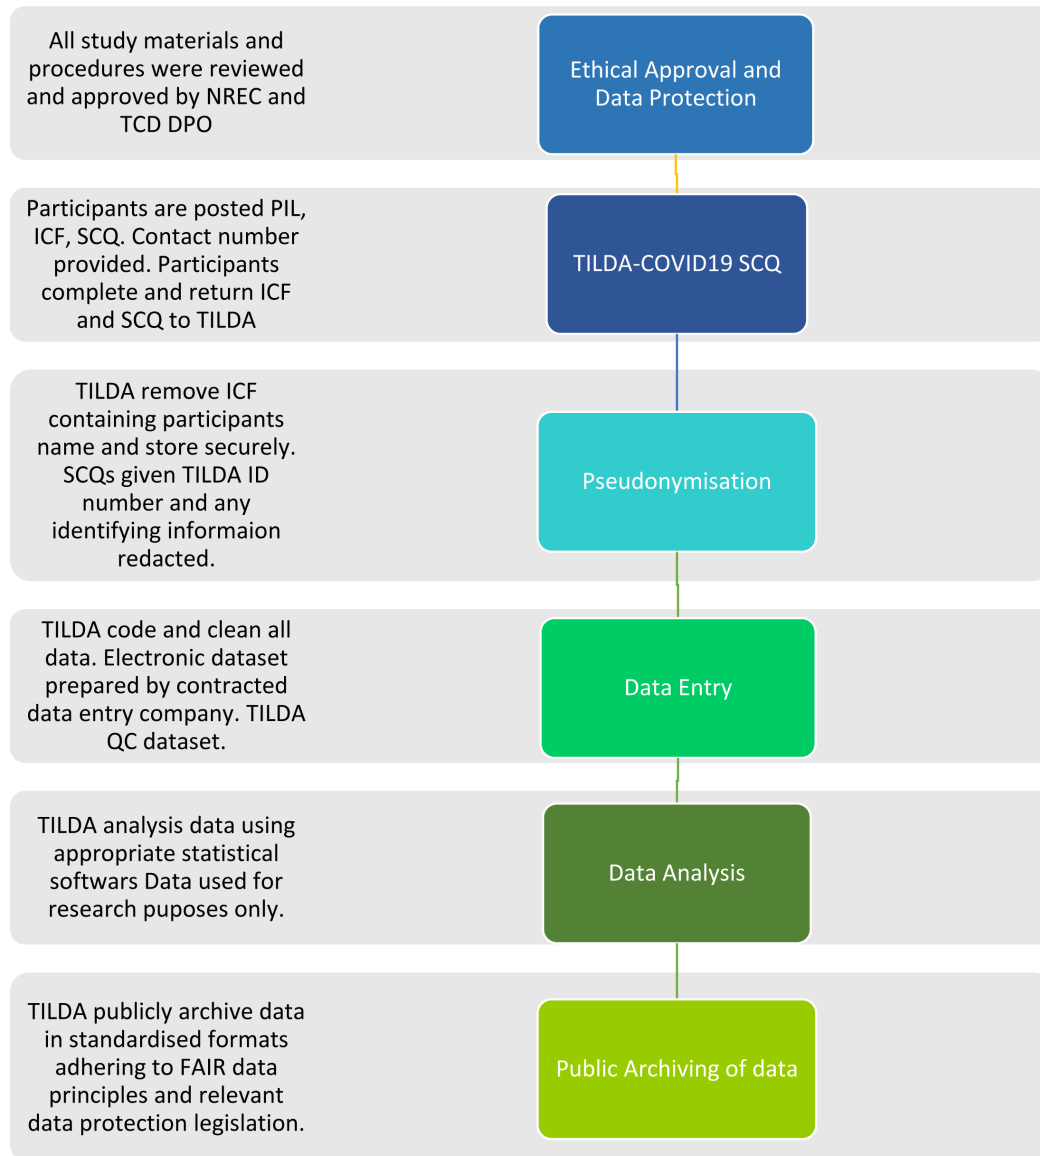 All study materials and
procedures were reviewed
and approved by NREC and
TCD DPO
Ethical Approval and
Data Protection
Participants are posted PIL,
ICF, SCQ. Contact number
provided. Participants
complete and return ICF
and SCQ to TILDA
TILDA-COVID19 SCQ
TILDA remove ICF
containing participants
name and store securely.
SCQs given TILDA ID
number and any
identifying informaion
redacted.
Pseudonymisation
TILDA code and clean all
data. Electronic dataset
prepared by contracted
data entry company. TILDA
QC dataset.
Data Entry
TILDA analysis data using
appropriate statistical
softwars Data used for
research puposes only.
Data Analysis
TILDA publicly archive data
in standardised formats
adhering to FAIR data
principles and relevant
data protection legislation.
Public Archiving of data